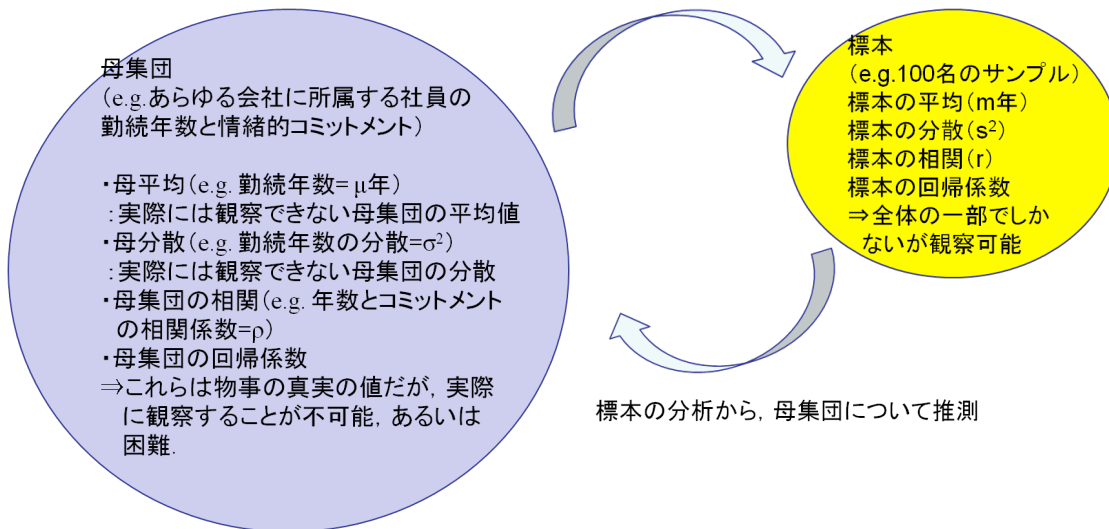 母集団
(e.g.あらゆる会社に所属する社員の
勤続年数と情緒的コミットメント)
・母平均(e.g. 勤続年数= μ年)
:実際には観察できない母集団の平均値
・母分散(e.g. 勤続年数の分散=σ²)
:実際には観察できない母集団の分散
・母集団の相関(e.g. 年数とコミットメント
の相関係数=ρ)
・母集団の回帰係数
⇒これらは物事の真実の値だが, 実際
に観察することが不可能, あるいは
困難.
標本
(e.g.100名のサンプル)
標本の平均(m年)
標本の分散(s²)
標本の相関(r)
標本の回帰係数
⇒全体の一部でしか
ないが観察可能
標本の分析から, 母集団について推測